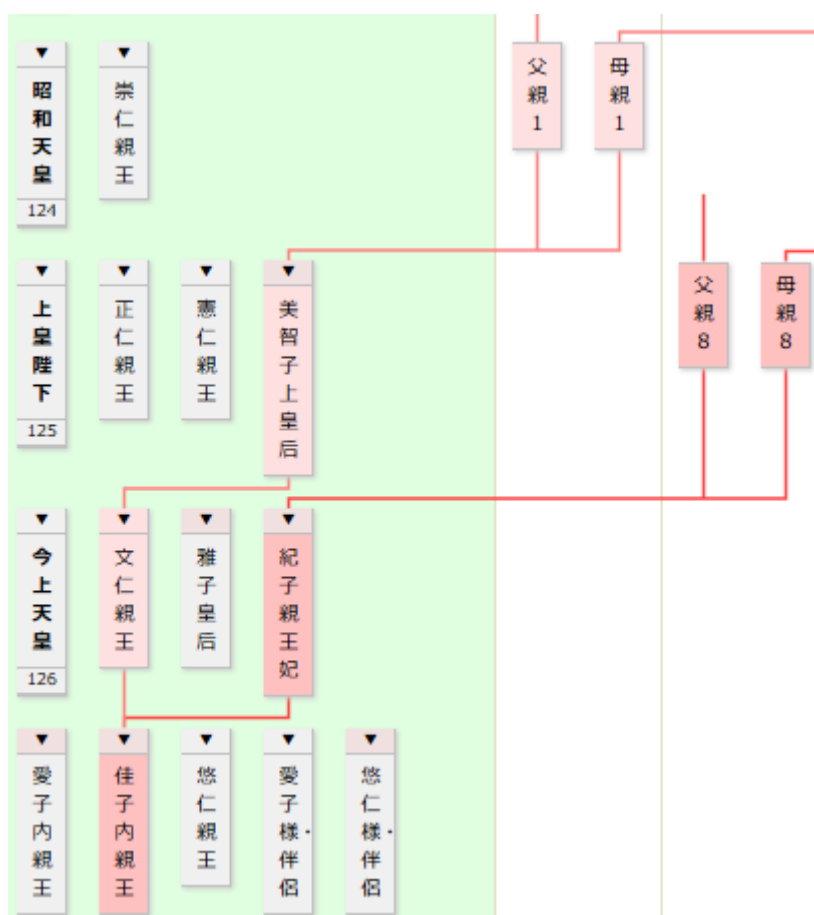 ▼
昭和天皇
124
▼
崇仁親王
父親1
母親1
▼
上皇陛下
125
▼
正仁親王
▼
憲仁親王
▼
美智子上皇后
父親8
母親8
▼
今上天皇
126
▼
文仁親王
▼
雅子皇后
▼
紀子親王妃
▼
愛子内親王
▼
佳子内親王
▼
悠仁親王
▼
愛子様・伴侶
▼
悠仁様・伴侶